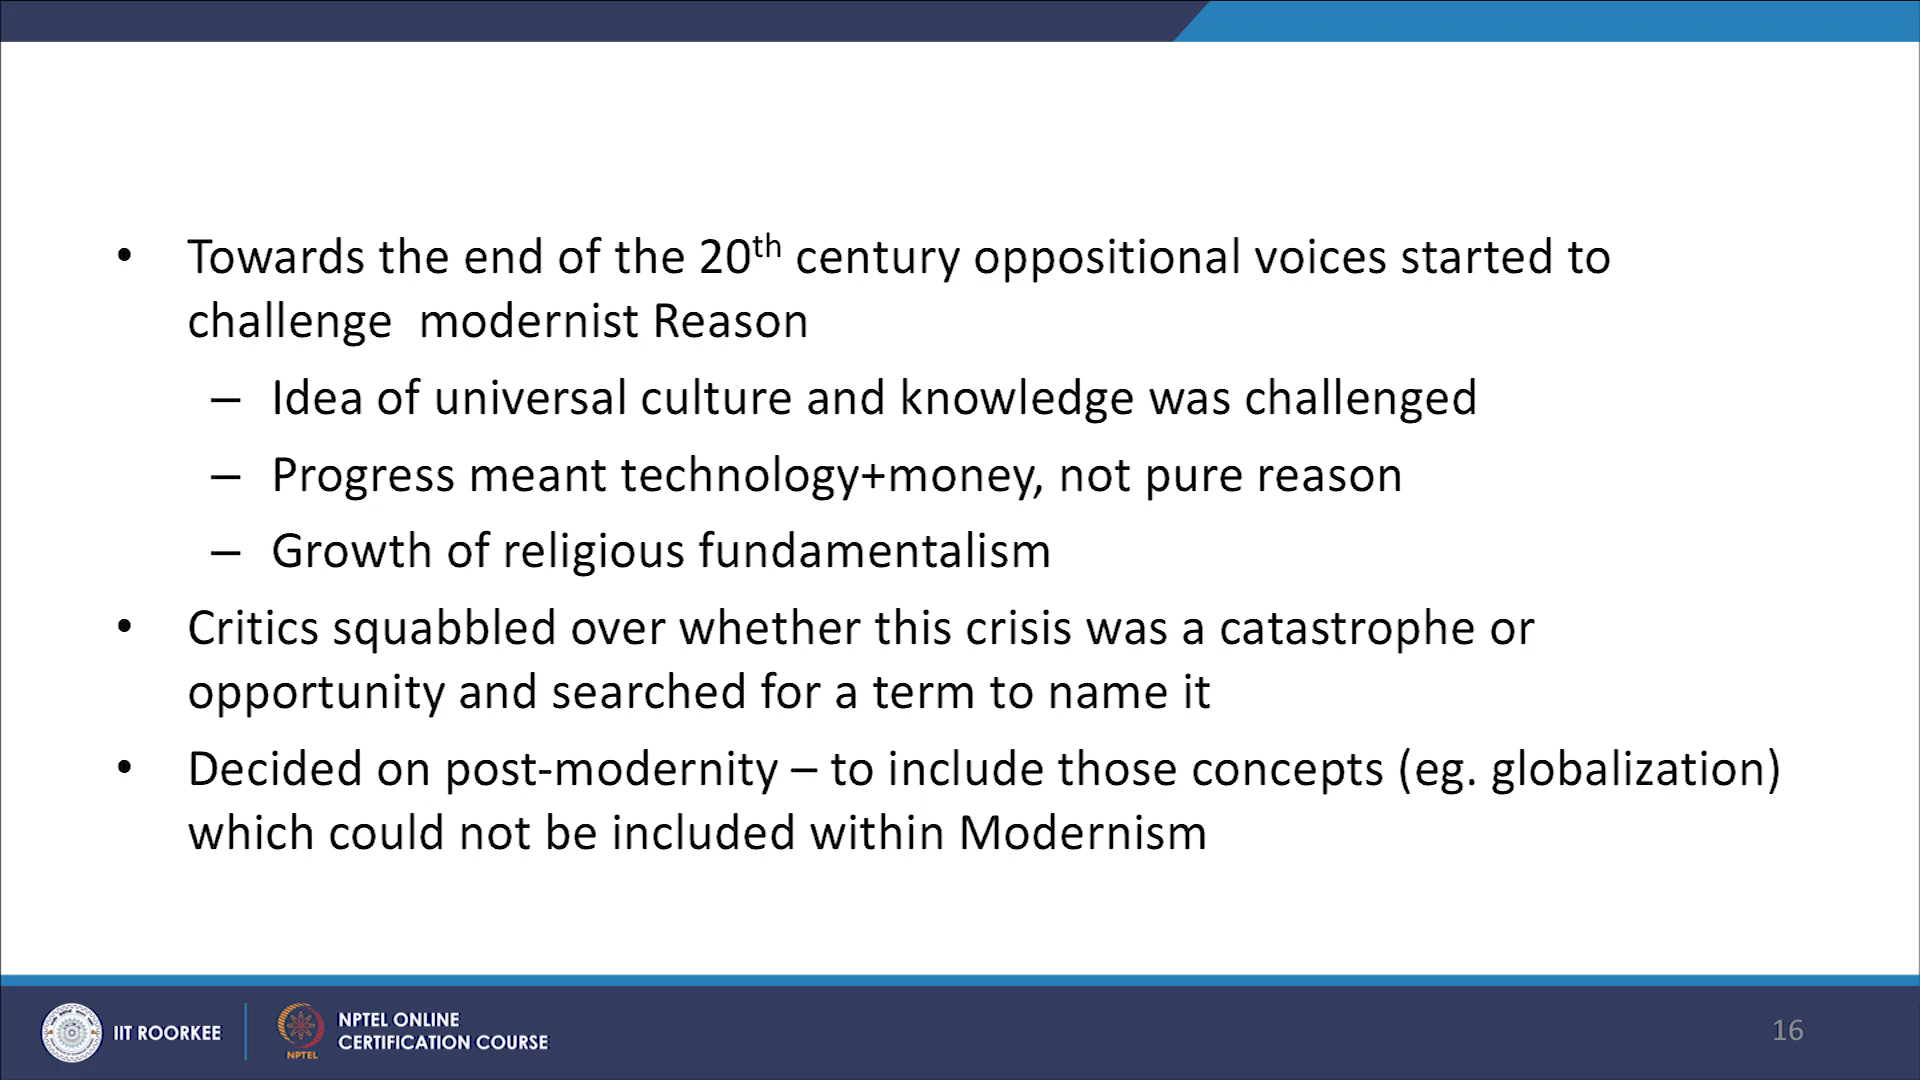 • Towards the end of the 20th century oppositional voices started to
challenge  modernist Reason
– Idea of universal culture and knowledge was challenged
– Progress meant technology+money, not pure reason
– Growth of religious fundamentalism
• Critics squabbled over whether this crisis was a catastrophe or
opportunity and searched for a term to name it
• Decided on post-modernity – to include those concepts (eg. globalization)
which could not be included within Modernism
IIT ROORKEE
NPTEL
NPTEL ONLINE
CERTIFICATION COURSE
16